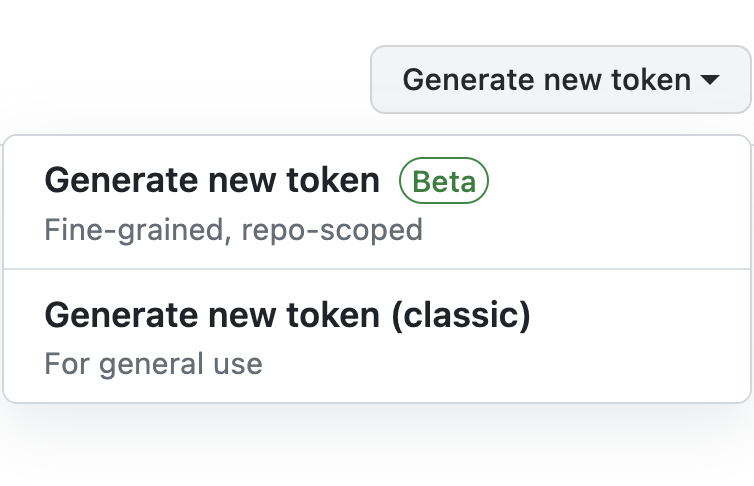 Generate new token
Generate new token Beta
Fine-grained, repo-scoped
Generate new token (classic)
For general use